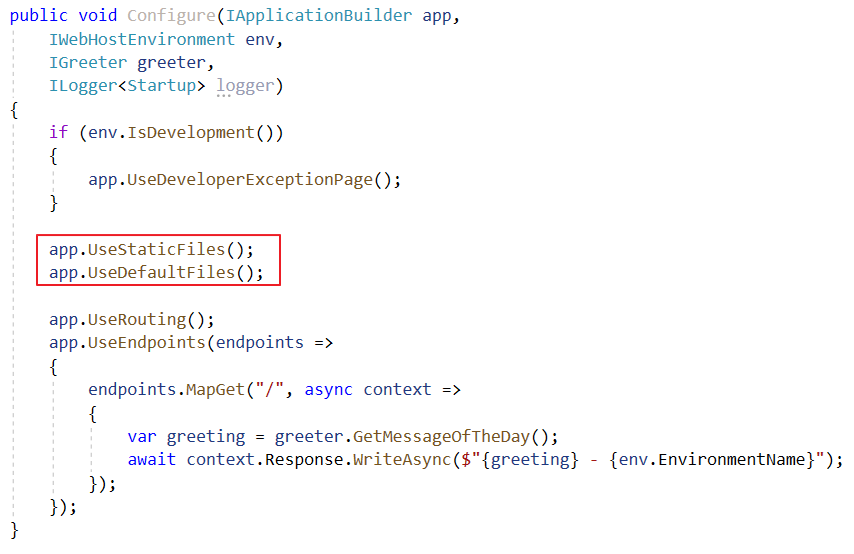 public void Configure(IApplicationBuilder app,
    IWebHostEnvironment env,
    IGreeter greeter,
    ILogger<Startup> logger)
{
    if (env.IsDevelopment())
    {
        app.UseDeveloperExceptionPage();
    }
    app.UseStaticFiles();
    app.UseDefaultFiles();
    app.UseRouting();
    app.UseEndpoints(endpoints =>
    {
        endpoints.MapGet("/", async context =>
        {
            var greeting = greeter.GetMessageOfTheDay();
            await context.Response.WriteAsync($"{greeting} - {env.EnvironmentName}");
        });
    });
}